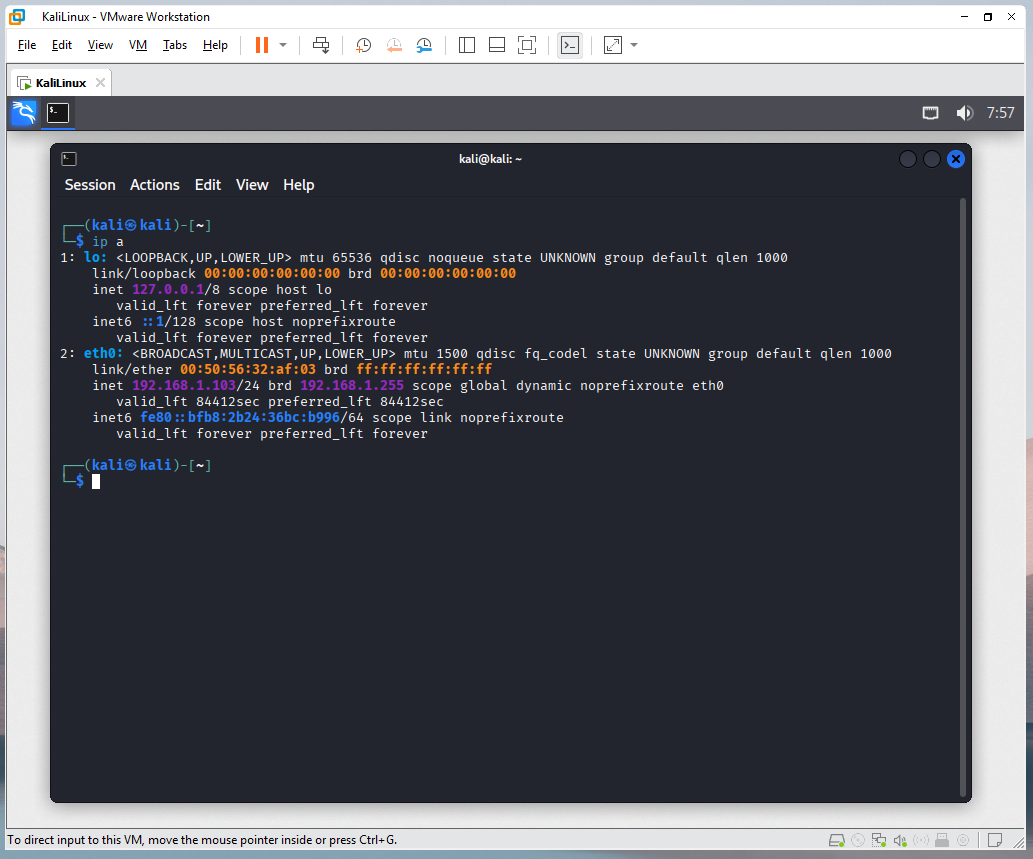 KaliLinux - VMware Workstation
File Edit View VM Tabs Help
KaliLinux
7:57
kali@kali: ~
Session Actions Edit View Help
┌──(kali㉿kali)-[~]
└─$ ip a
1: lo: <LOOPBACK,UP,LOWER_UP> mtu 65536 qdisc noqueue state UNKNOWN group default qlen 1000
link/loopback 00:00:00:00:00:00 brd 00:00:00:00:00:00
inet 127.0.0.1/8 scope host lo
valid_lft forever preferred_lft forever
inet6 ::1/128 scope host noprefixroute
valid_lft forever preferred_lft forever
2: eth0: <BROADCAST,MULTICAST,UP,LOWER_UP> mtu 1500 qdisc fq_codel state UNKNOWN group default qlen 1000
link/ether 00:50:56:32:af:03 brd ff:ff:ff:ff:ff:ff
inet 192.168.1.103/24 brd 192.168.1.255 scope global dynamic noprefixroute eth0
valid_lft 84412sec preferred_lft 84412sec
inet6 fe80::bfb8:2b24:36bc:b996/64 scope link noprefixroute
valid_lft forever preferred_lft forever
┌──(kali㉿kali)-[~]
└─$
To direct input to this VM, move the mouse pointer inside or press Ctrl+G.